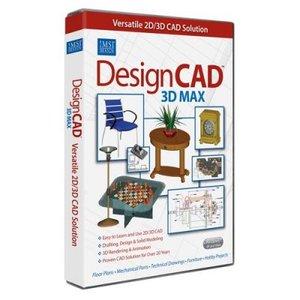 Versatile 2D/3D CAD Solution
IMSI
DESIGN
DesignCAD
3D MAX
Easy to Learn and Use 2D/3D CAD
Drafting, Design & Solid Modeling
3D Rendering & Animation
Proven CAD Solution for Over 20 Years
Floor Plans • Mechanical Parts • Technical Drawings • Furniture • Hobby Projects
IMSI
DESIGN
DesignCAD
3D MAX
Versatile 2D/3D CAD Solution